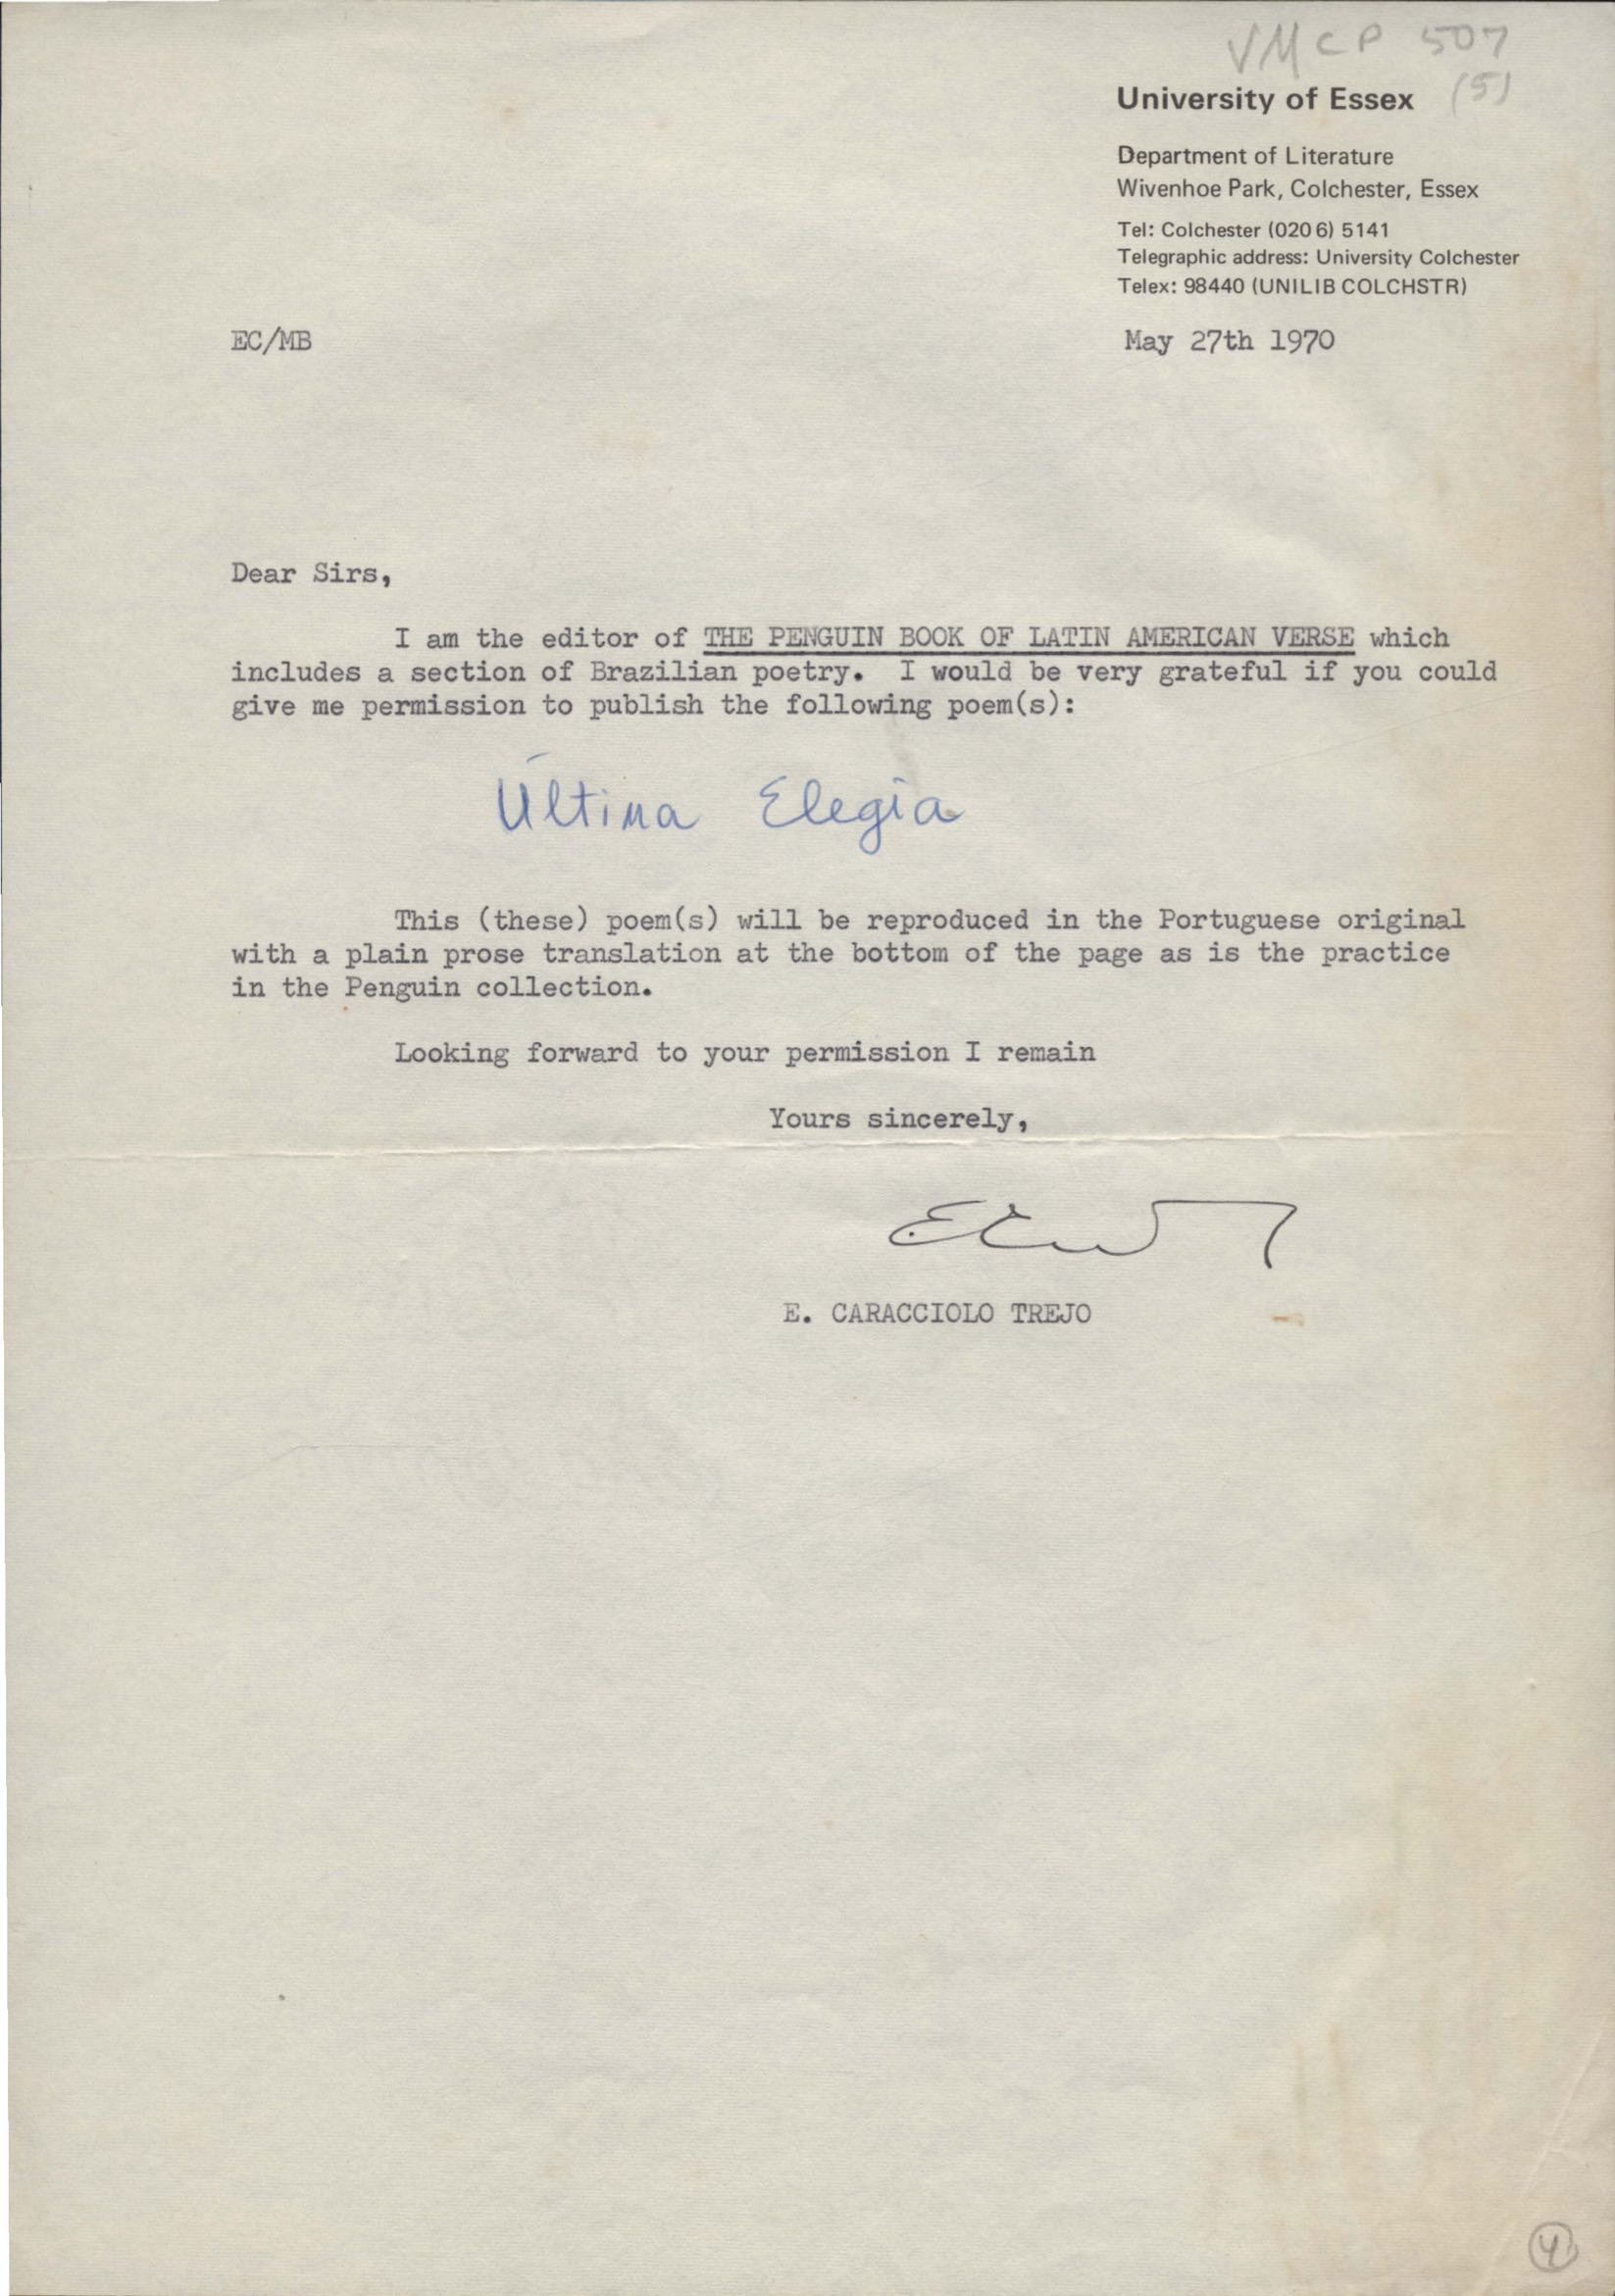 VMCP 507
(5)
University of Essex
Department of Literature
Wivenhoe Park, Colchester, Essex
Tel: Colchester (0206) 5141
Telegraphic address: University Colchester
Telex: 98440 (UNILIB COLCHSTR)
EC/MB
May 27th 1970
Dear Sirs,
I am the editor of THE PENGUIN BOOK OF LATIN AMERICAN VERSE which
includes a section of Brazilian poetry. I would be very grateful if you could
give me permission to publish the following poem(s):
Última Elegia
This (these) poem(s) will be reproduced in the Portuguese original
with a plain prose translation at the bottom of the page as is the practice
in the Penguin collection.
Looking forward to your permission I remain
Yours sincerely,
E. CARACCIOLO TREJO
4